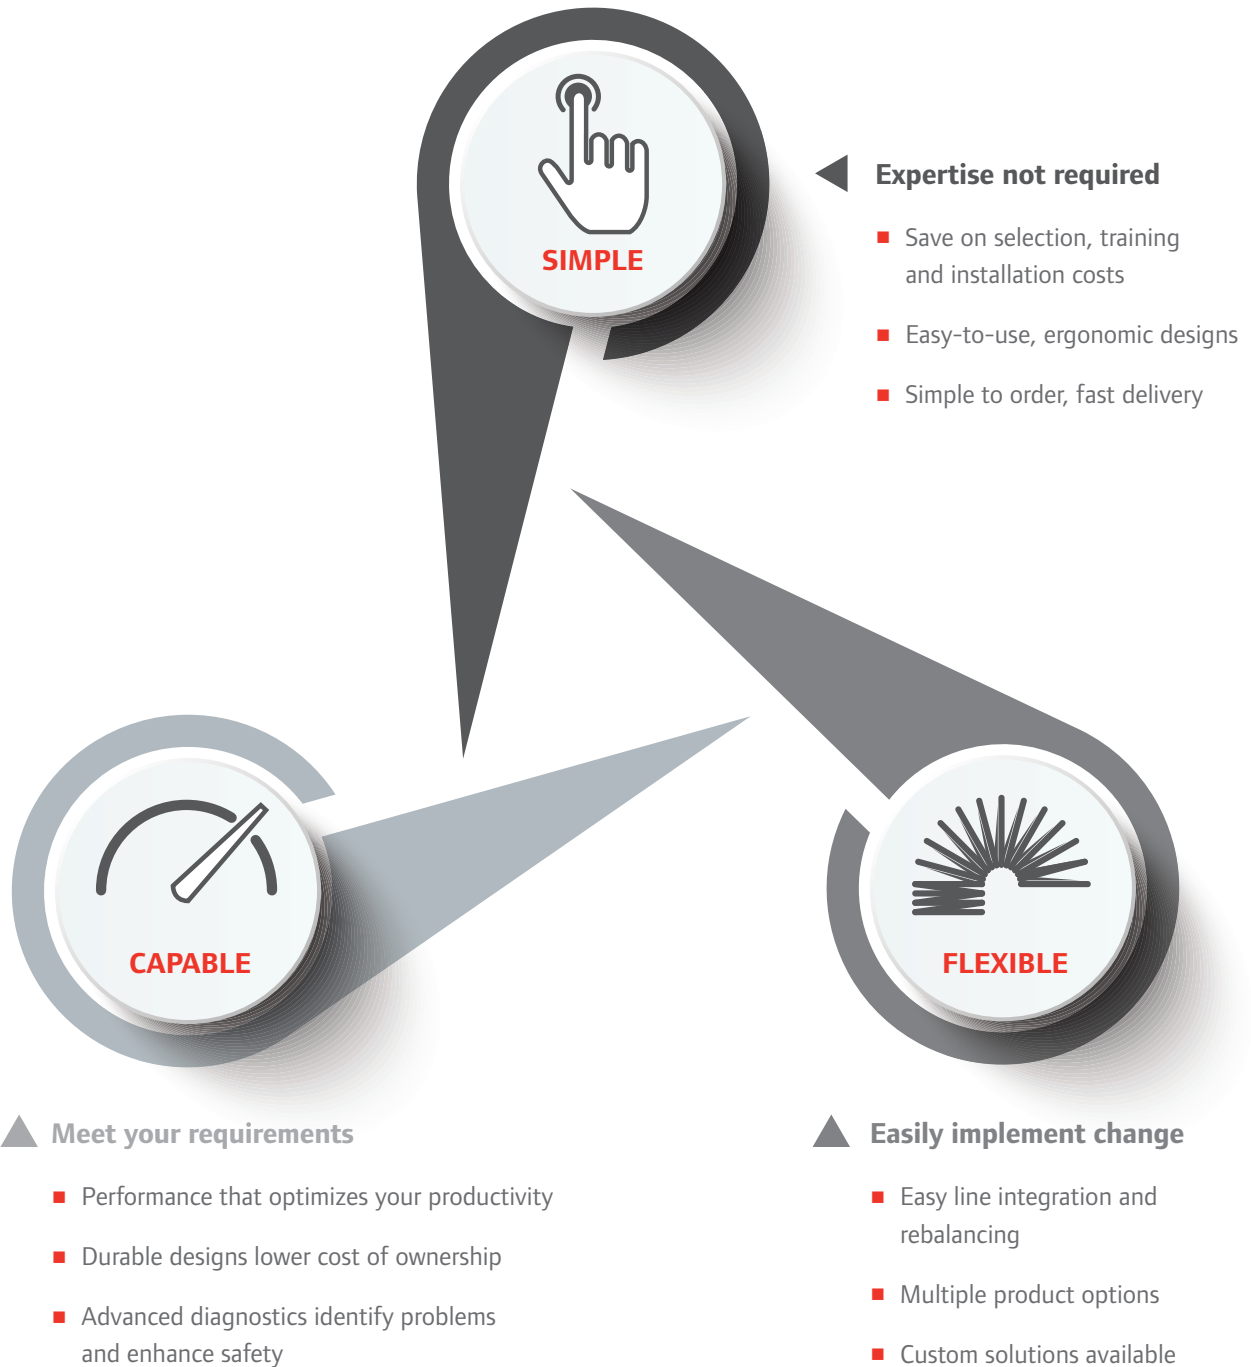 SIMPLE
Expertise not required
Save on selection, training
and installation costs
Easy-to-use, ergonomic designs
Simple to order, fast delivery
CAPABLE
Meet your requirements
Performance that optimizes your productivity
Durable designs lower cost of ownership
Advanced diagnostics identify problems
and enhance safety
FLEXIBLE
Easily implement change
Easy line integration and
rebalancing
Multiple product options
Custom solutions available